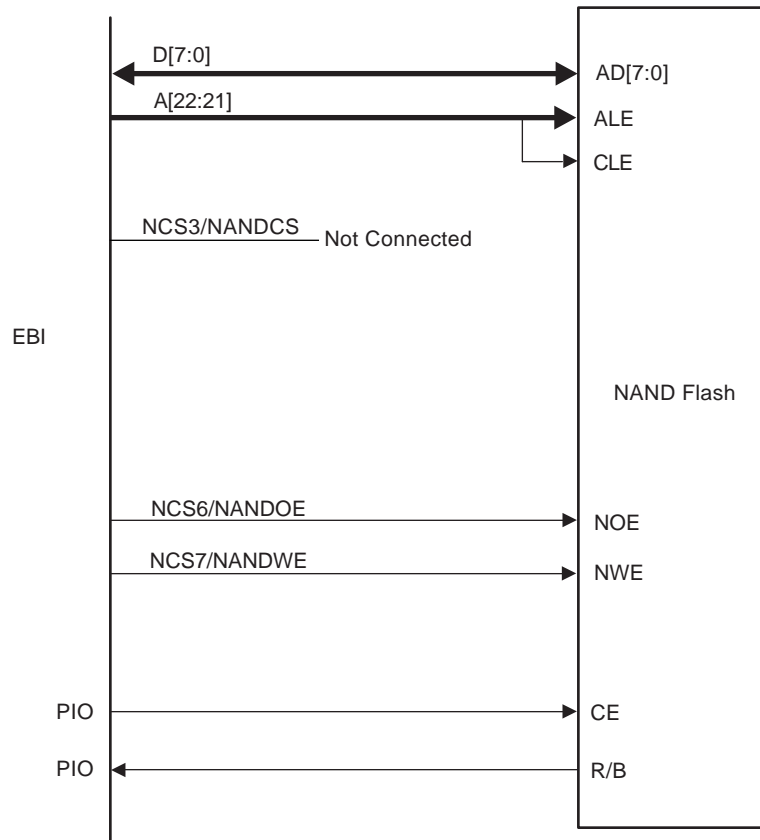 D[7:0]
AD[7:0]
A[22:21]
ALE
CLE
NCS3/NANDCS
Not Connected
EBI
NAND Flash
NCS6/NANDOE
NOE
NCS7/NANDWE
NWE
PIO
CE
PIO
R/B